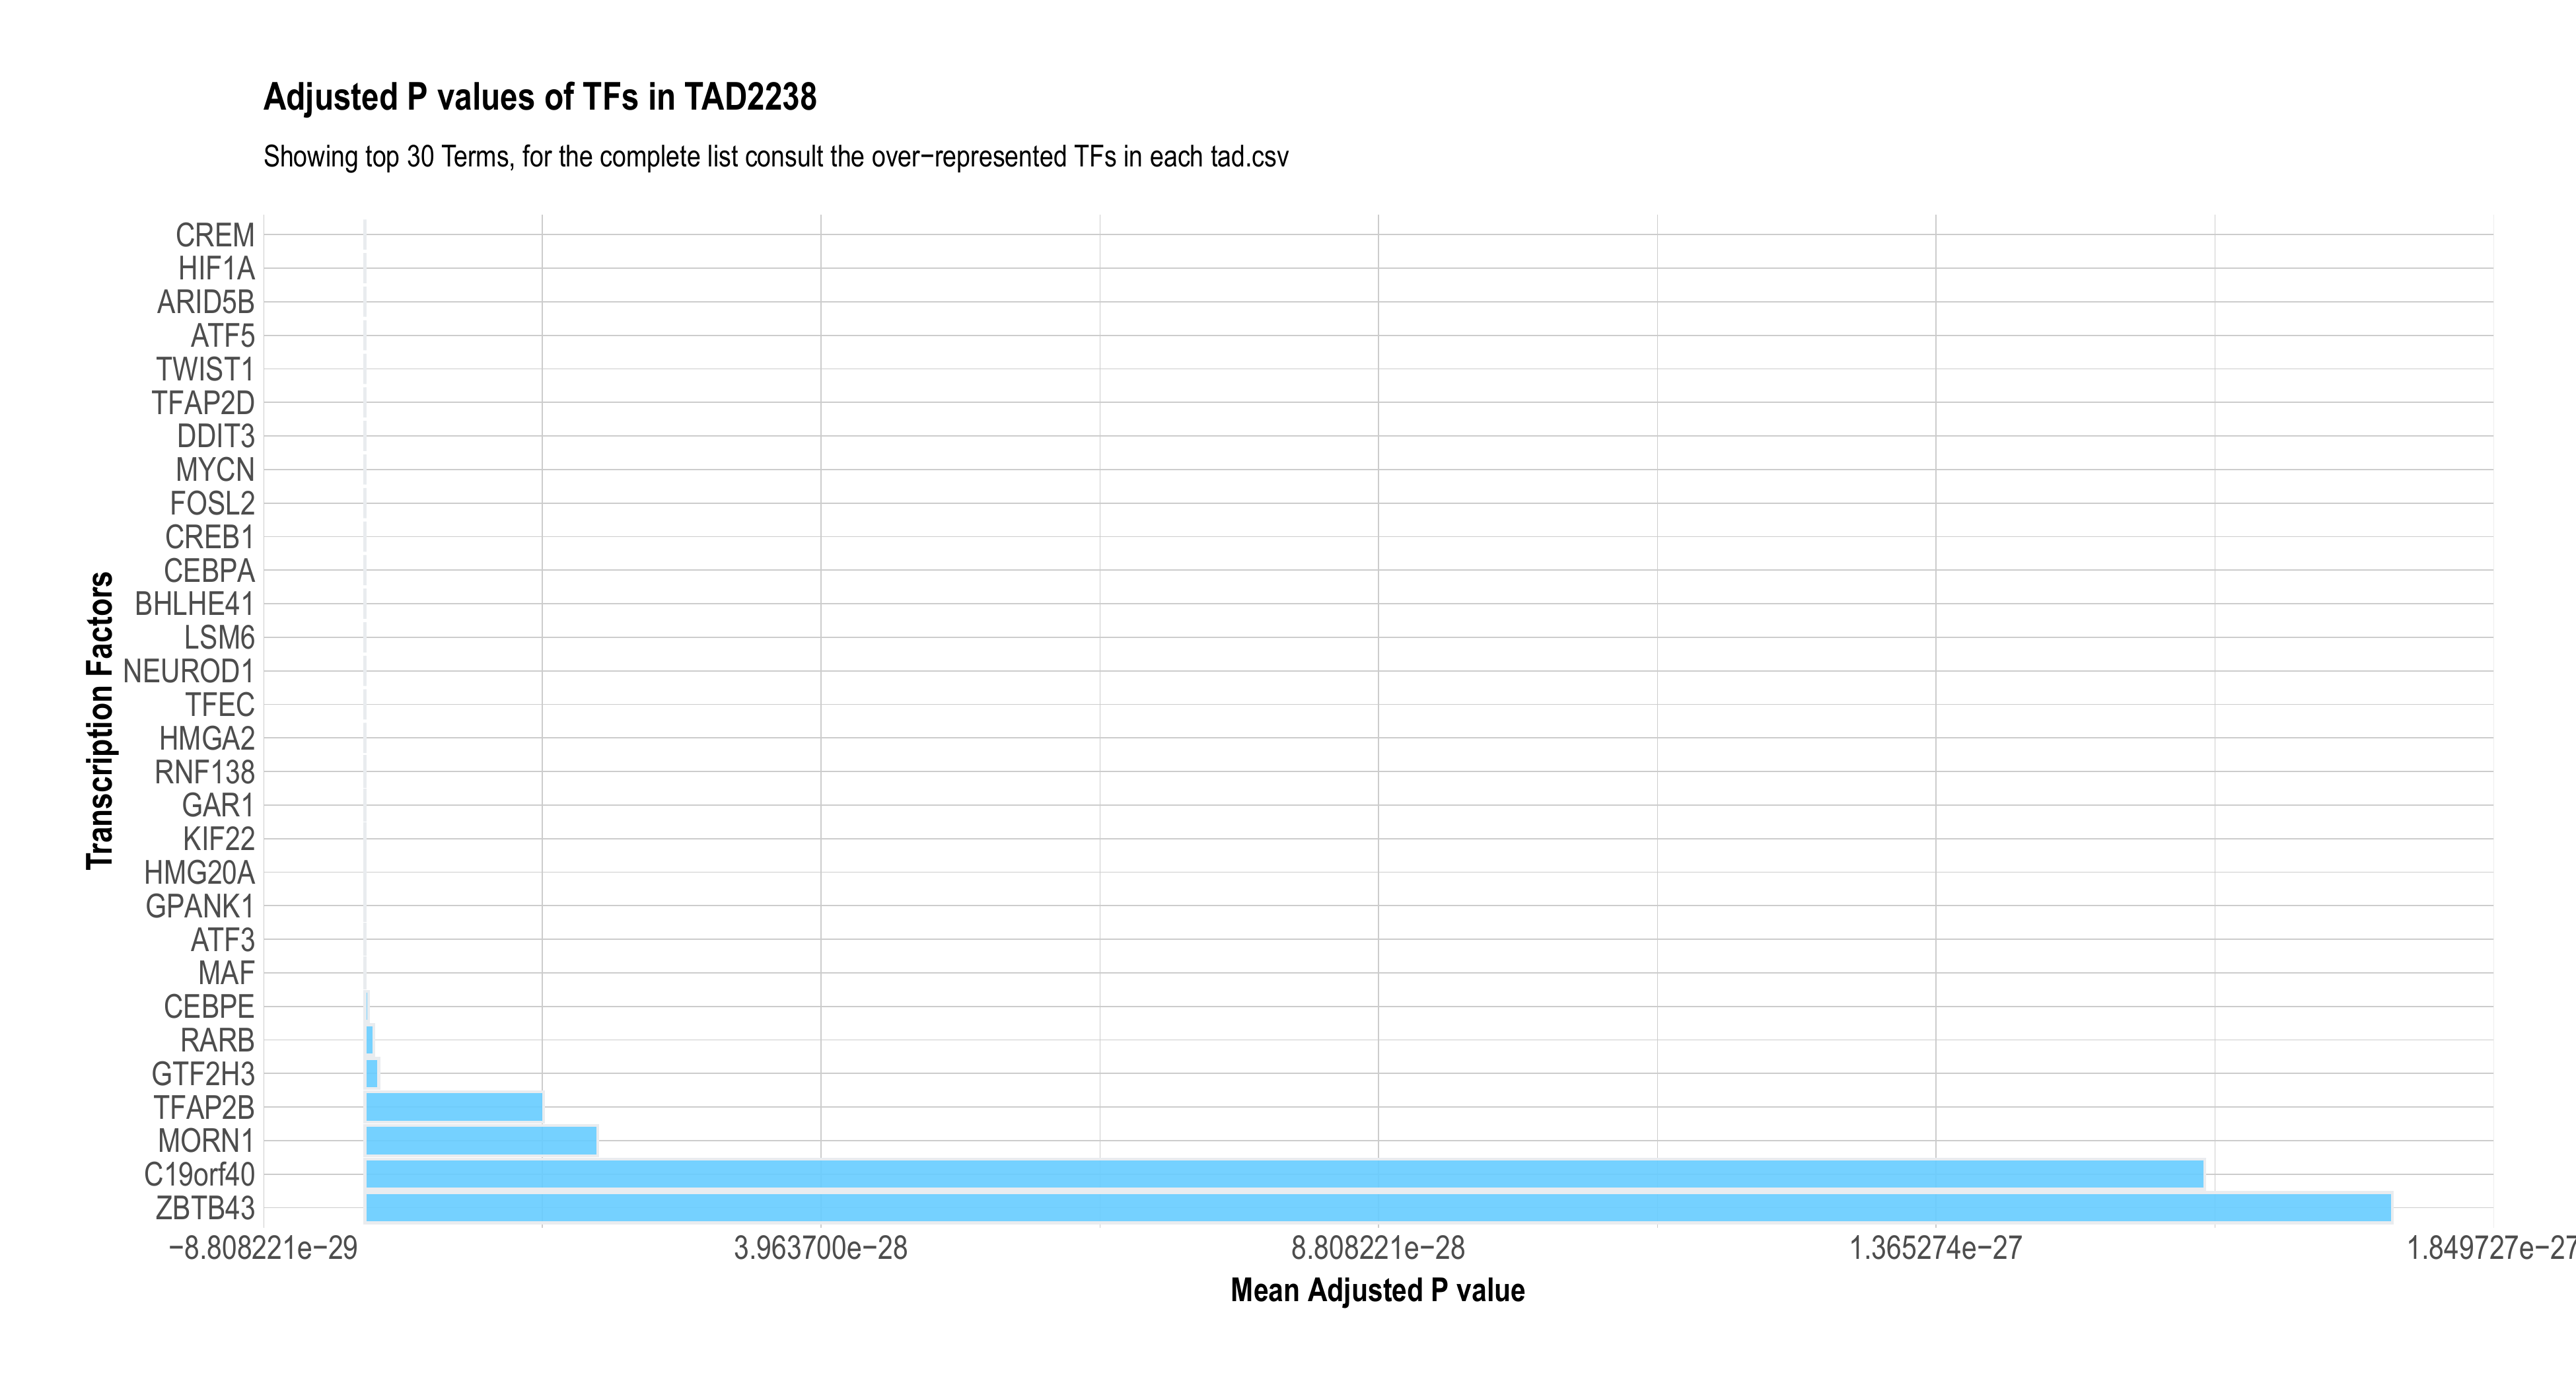 Adjusted P values of TFs in TAD2238
Showing top 30 Terms, for the complete list consult the over−represented TFs in each tad.csv
CREM
HIF1A
ARID5B
ATF5
TWIST1
TFAP2D
DDIT3
MYCN
FOSL2
CREB1
CEBPA
BHLHE41
LSM6
NEUROD1
TFEC
HMGA2
RNF138
GAR1
KIF22
HMG20A
GPANK1
ATF3
MAF
CEBPE
RARB
GTF2H3
TFAP2B
MORN1
C19orf40
ZBTB43
Transcription Factors
−8.808221e−29 3.963700e−28 8.808221e−28 1.365274e−27 1.849727e−27
Mean Adjusted P value